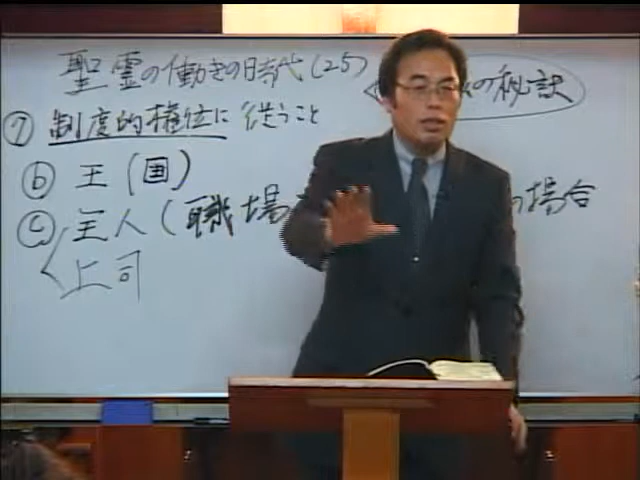 聖霊の働きの時代(25)
の秘訣
⑦ 制度的権位に従うこと
ⓑ 王(国)
ⓒ 主人(職場 の場合
上司